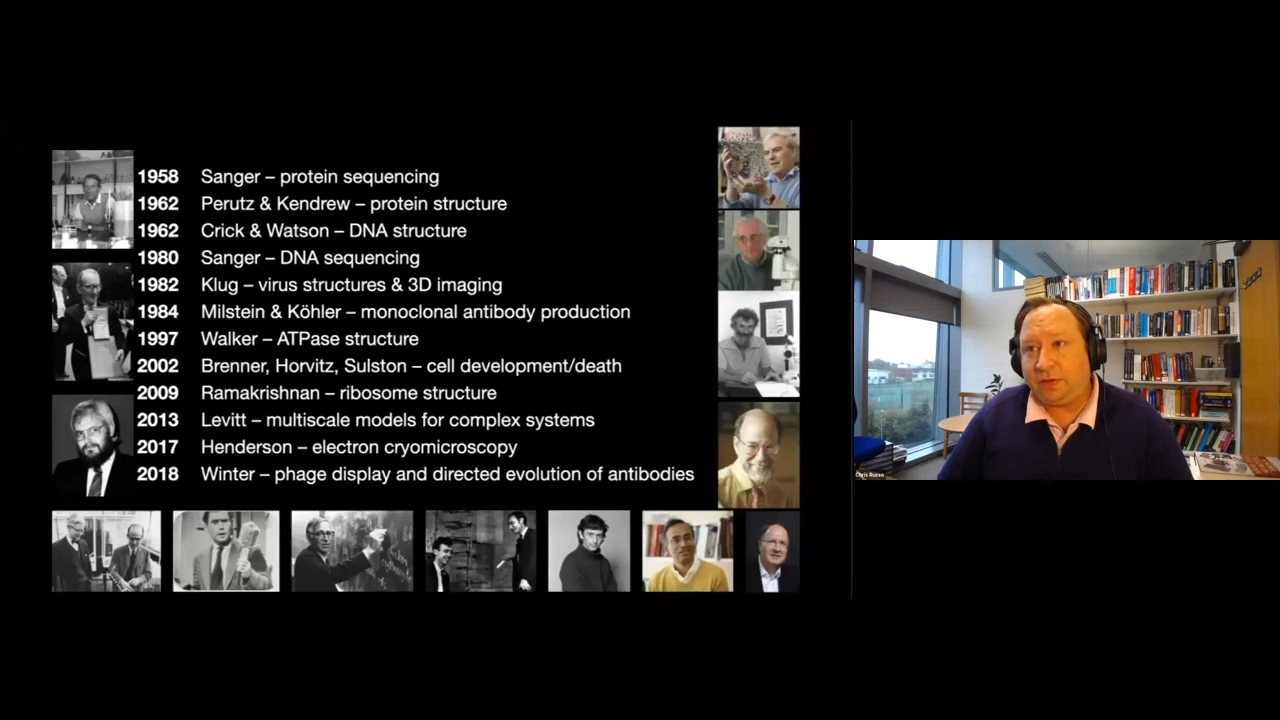 1958 Sanger – protein sequencing
1962 Perutz & Kendrew – protein structure
1962 Crick & Watson – DNA structure
1980 Sanger – DNA sequencing
1982 Klug – virus structures & 3D imaging
1984 Milstein & Köhler – monoclonal antibody production
1997 Walker – ATPase structure
2002 Brenner, Horvitz, Sulston – cell development/death
2009 Ramakrishnan – ribosome structure
2013 Levitt – multiscale models for complex systems
2017 Henderson – electron cryomicroscopy
2018 Winter – phage display and directed evolution of antibodies
Chris Russo